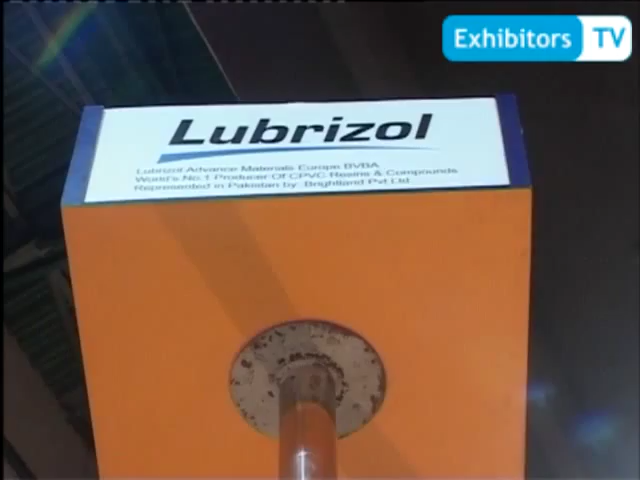 Exhibitors TV
Lubrizol
Lubrizol Advance Materials Europe BVBA
World's No.1 Producer Of CPVC Resins & Compounds
Represented in Pakistan by: Brightland Pvt.Ltd